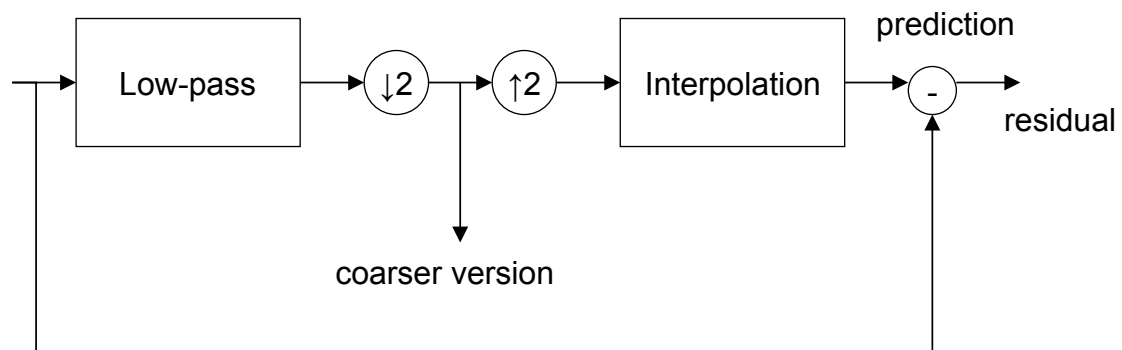 prediction
Low-pass
↓2
↑2
Interpolation
-
residual
coarser version